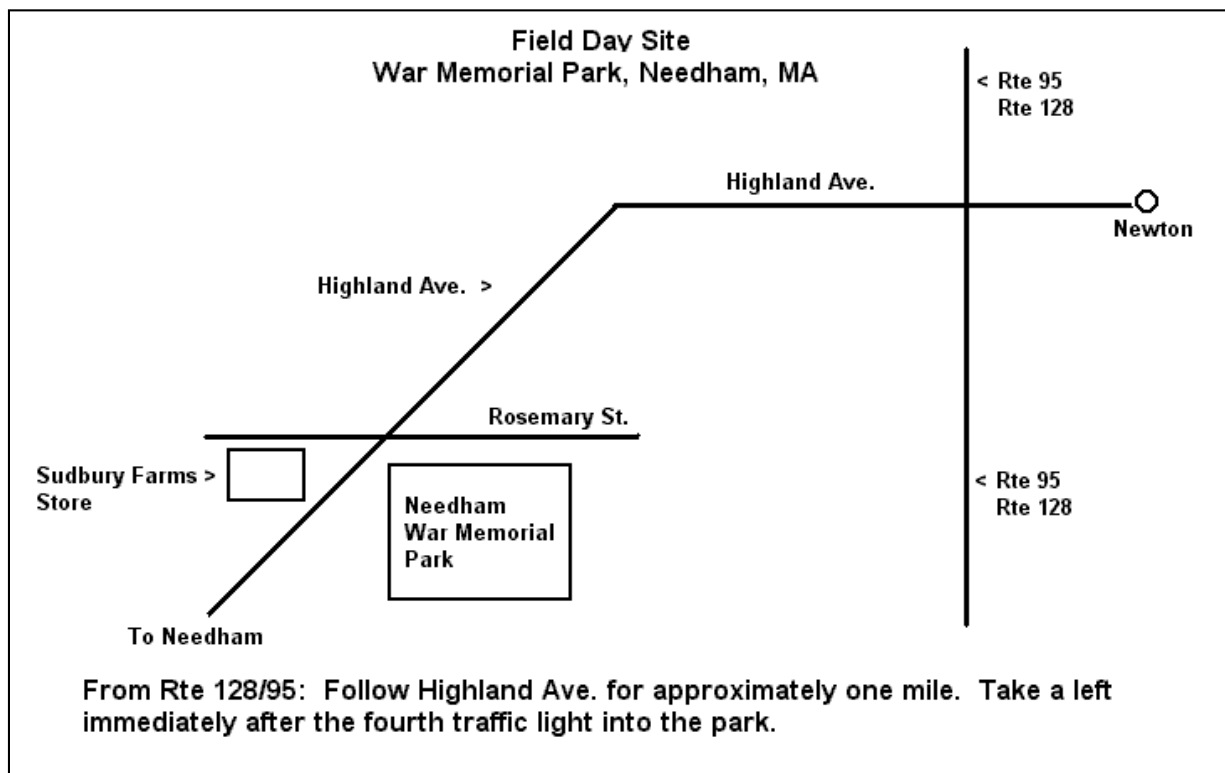 Field Day Site
War Memorial Park, Needham, MA
< Rte 95
Rte 128
Highland Ave.
Newton
Highland Ave. >
Rosemary St.
Sudbury Farms >
Store
Needham
War Memorial
Park
< Rte 95
Rte 128
To Needham
From Rte 128/95: Follow Highland Ave. for approximately one mile. Take a left
immediately after the fourth traffic light into the park.